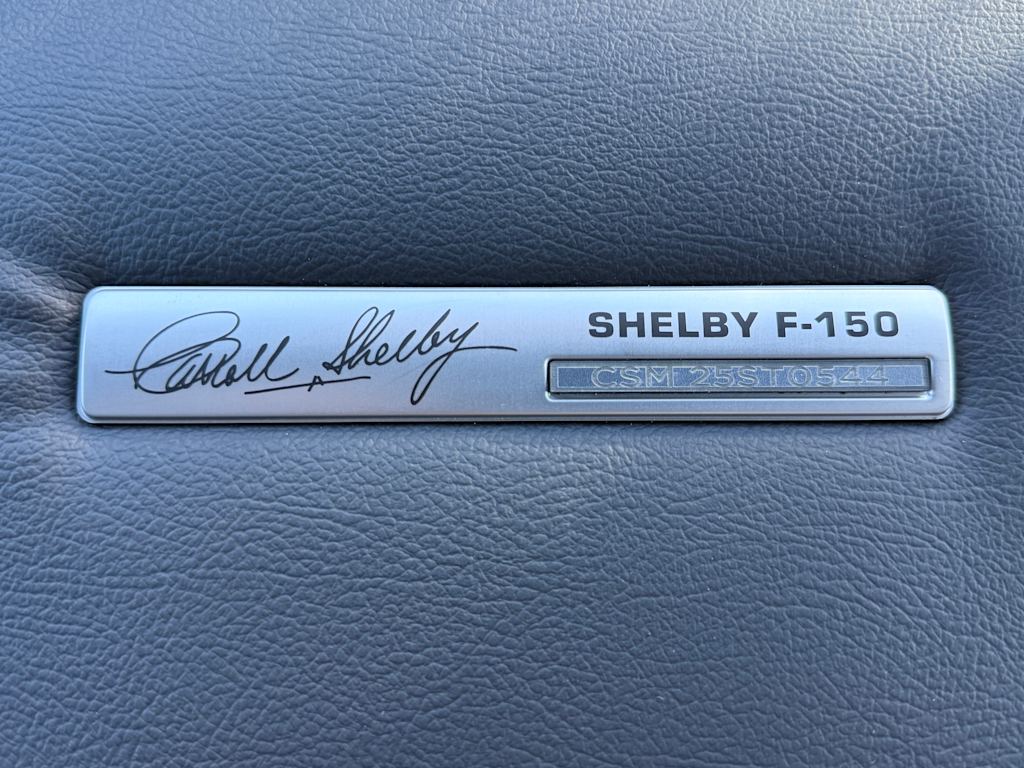 Carroll Shelby
SHELBY F-150
CSM 25ST0544